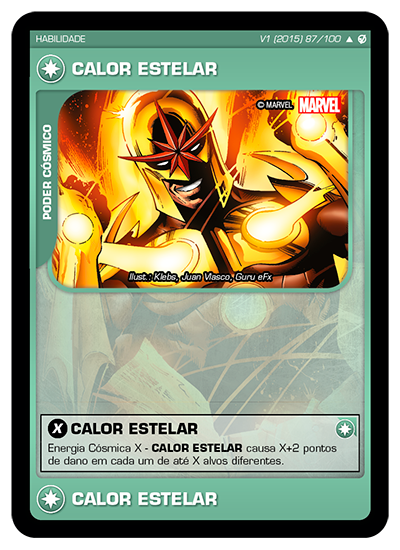 HABILIDADE V1 (2015) 87/100
CALOR ESTELAR
© MARVEL MARVEL
PODER CÓSMICO
Ilust.: Klebs, Juan Vlasco, Guru eFx
X CALOR ESTELAR
Energia Cósmica X - CALOR ESTELAR causa X+2 pontos
de dano em cada um de até X alvos diferentes.
CALOR ESTELAR